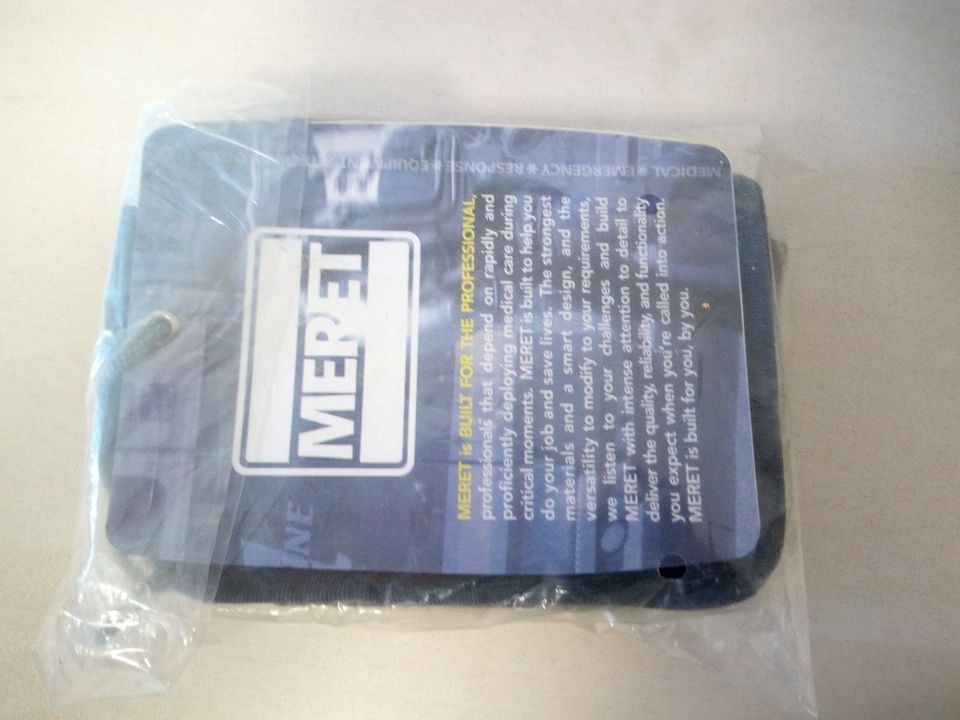 MERET
MERET is BUILT FOR THE PROFESSIONAL,
professionals that depend on rapidly and
proficiently deploying medical care during
critical moments. MERET is built to help you
do your job and save lives. The strongest
materials and a smart design, and the
versatility to modify to your requirements,
we listen to your challenges and build
MERET with intense attention to detail to
deliver the quality, reliability, and functionality
you expect when you're called into action.
MERET is built for you, by you.
MEDICAL * EMERGENCY * RESPONSE * EQUIPMENT &